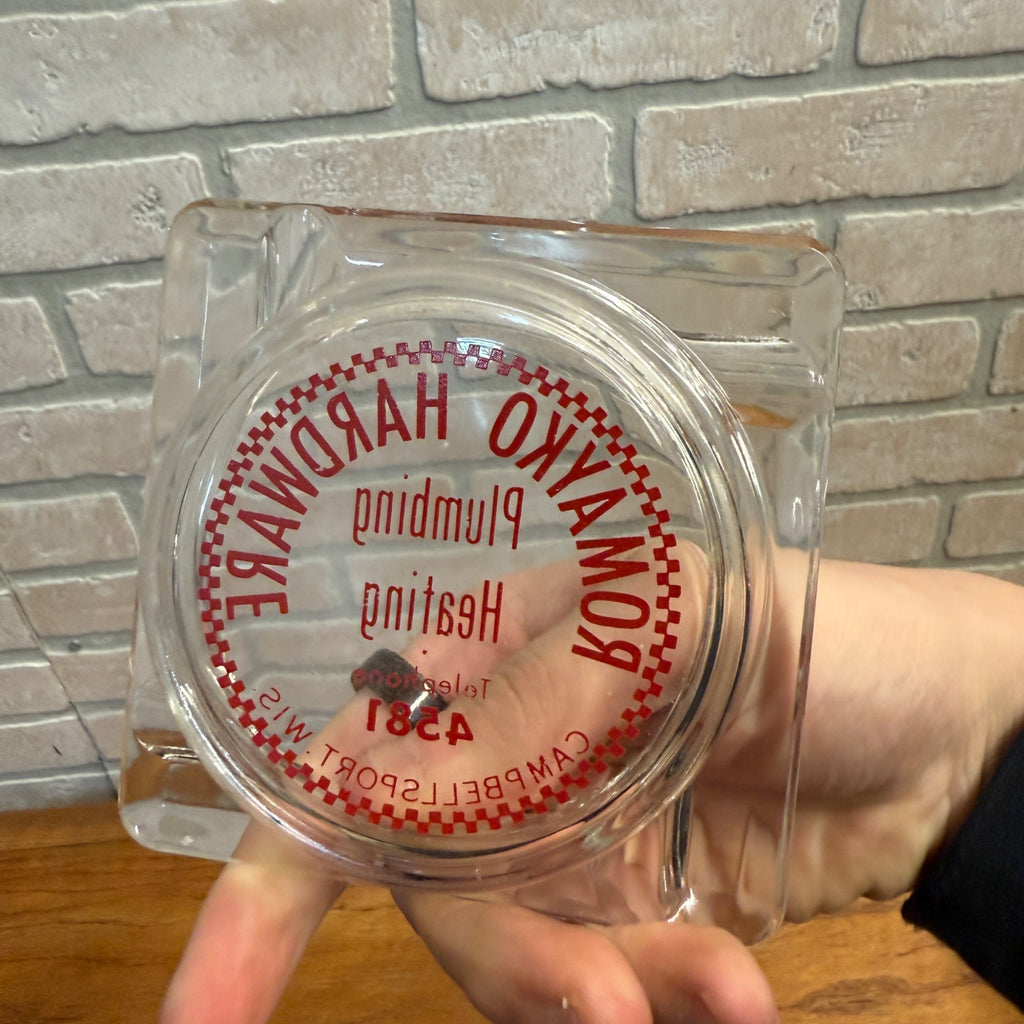 ROMAYKO HARDWARE
Plumbing
Heating
Telephone
4581
CAMPBELLSPORT. WIS.